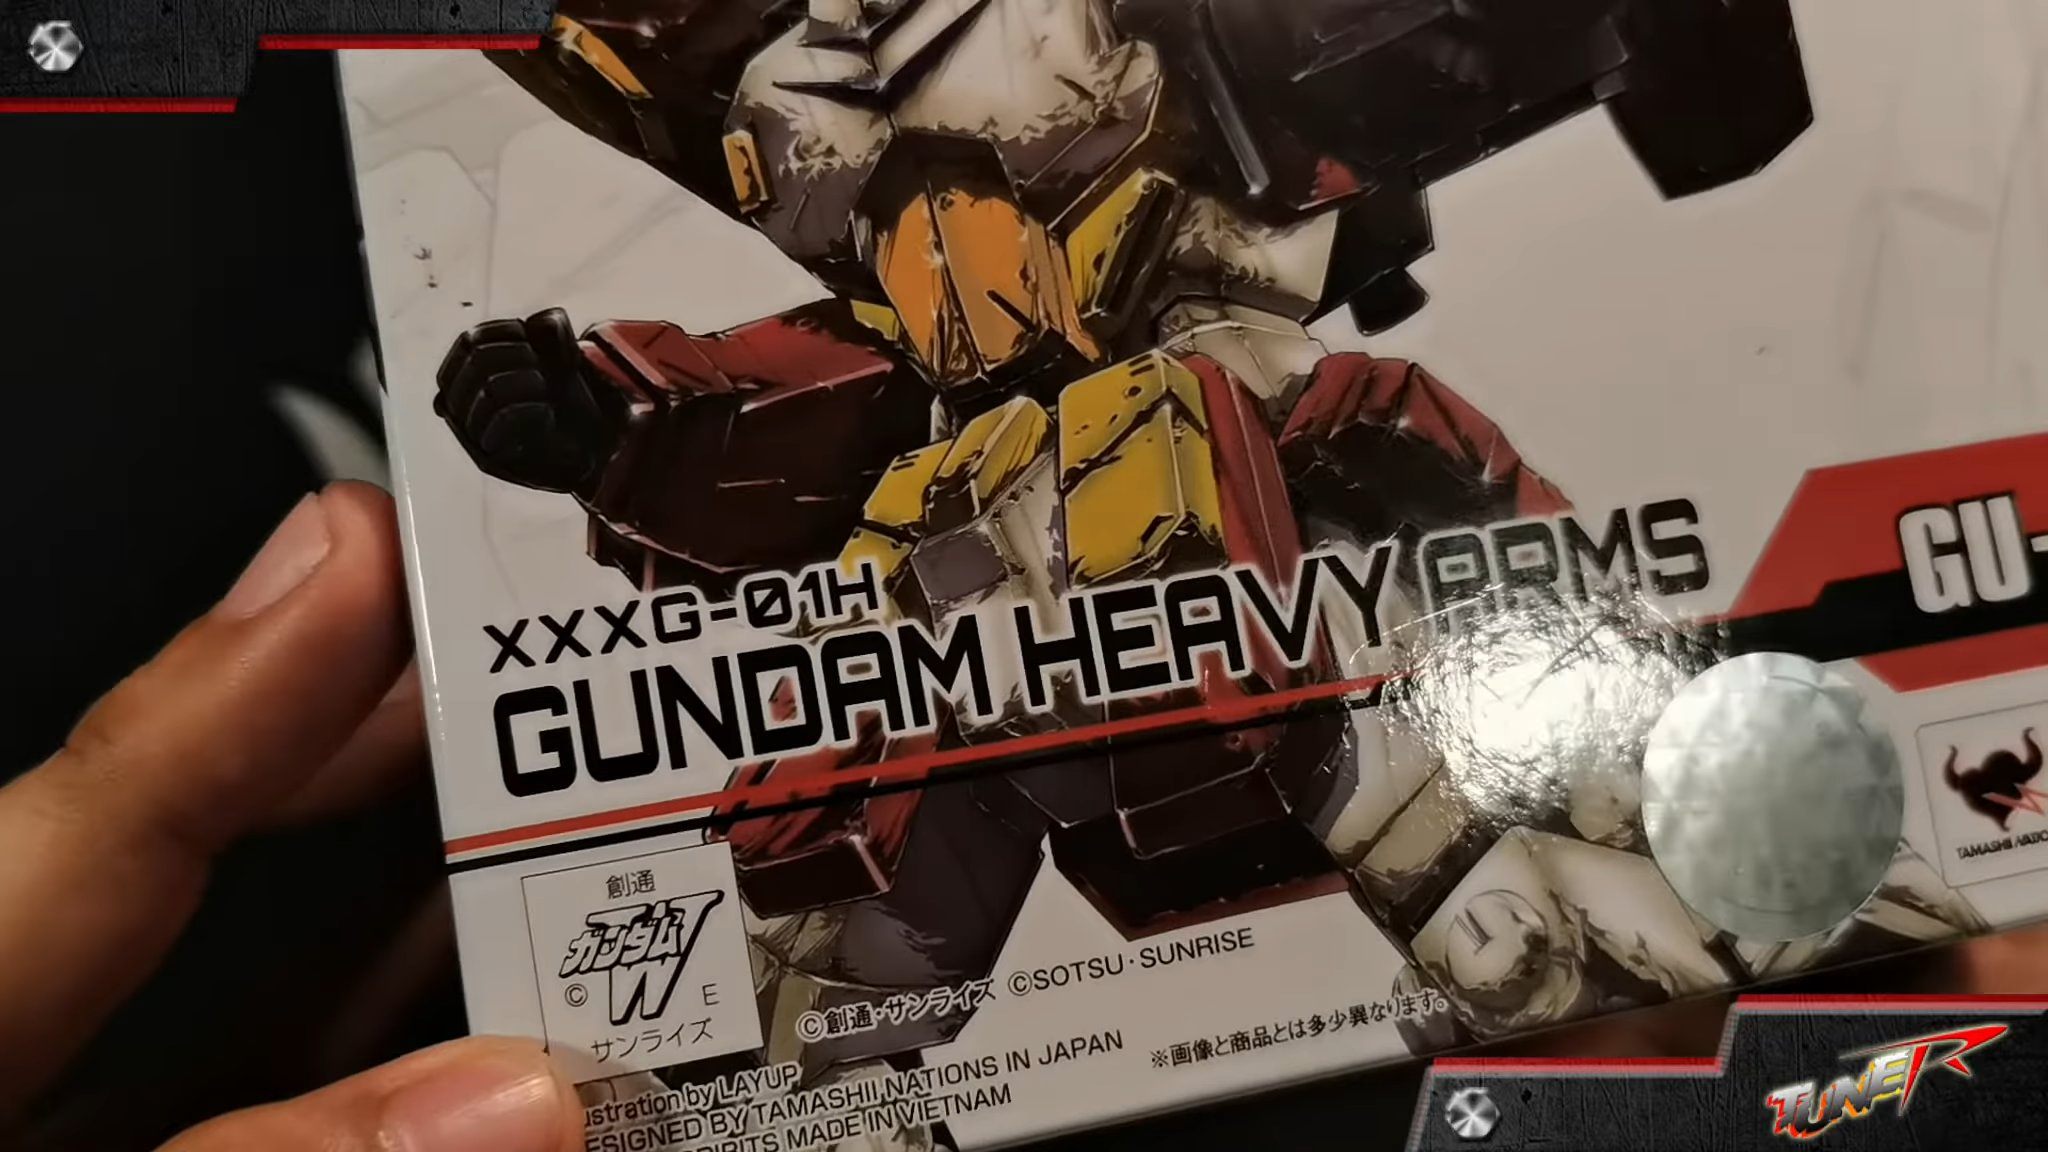 XXXG-01H
GUNDAM HEAVY ARMS
GU-
創通
ガンダム
W
© E
サンライズ
©創通・サンライズ ©SOTSU・SUNRISE
※画像と商品とは多少異なります。
ustration by LAYUP
ESIGNED BY TAMASHII NATIONS IN JAPAN
PIRITS MADE IN VIETNAM
TAMASHII
TUNER